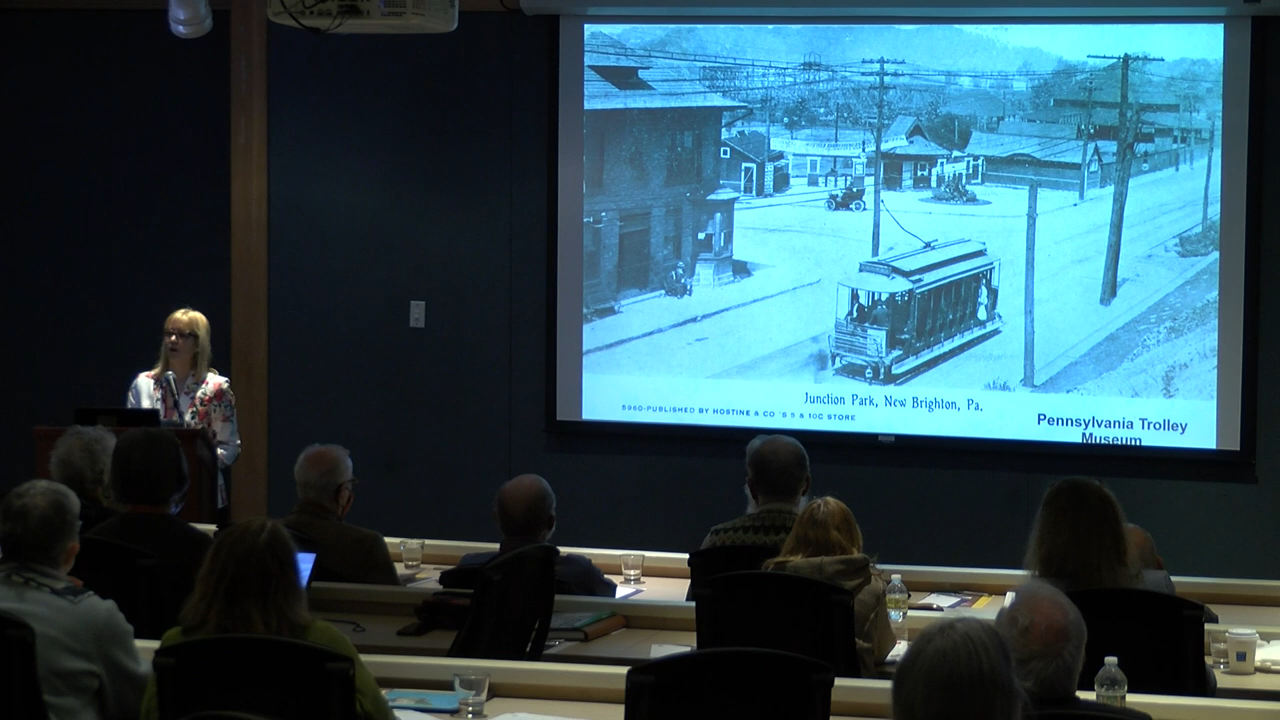 Junction Park, New Brighton, Pa.
5960-PUBLISHED BY HOSTINE & CO 'S 5 & 10C STORE
Pennsylvania Trolley
Museum